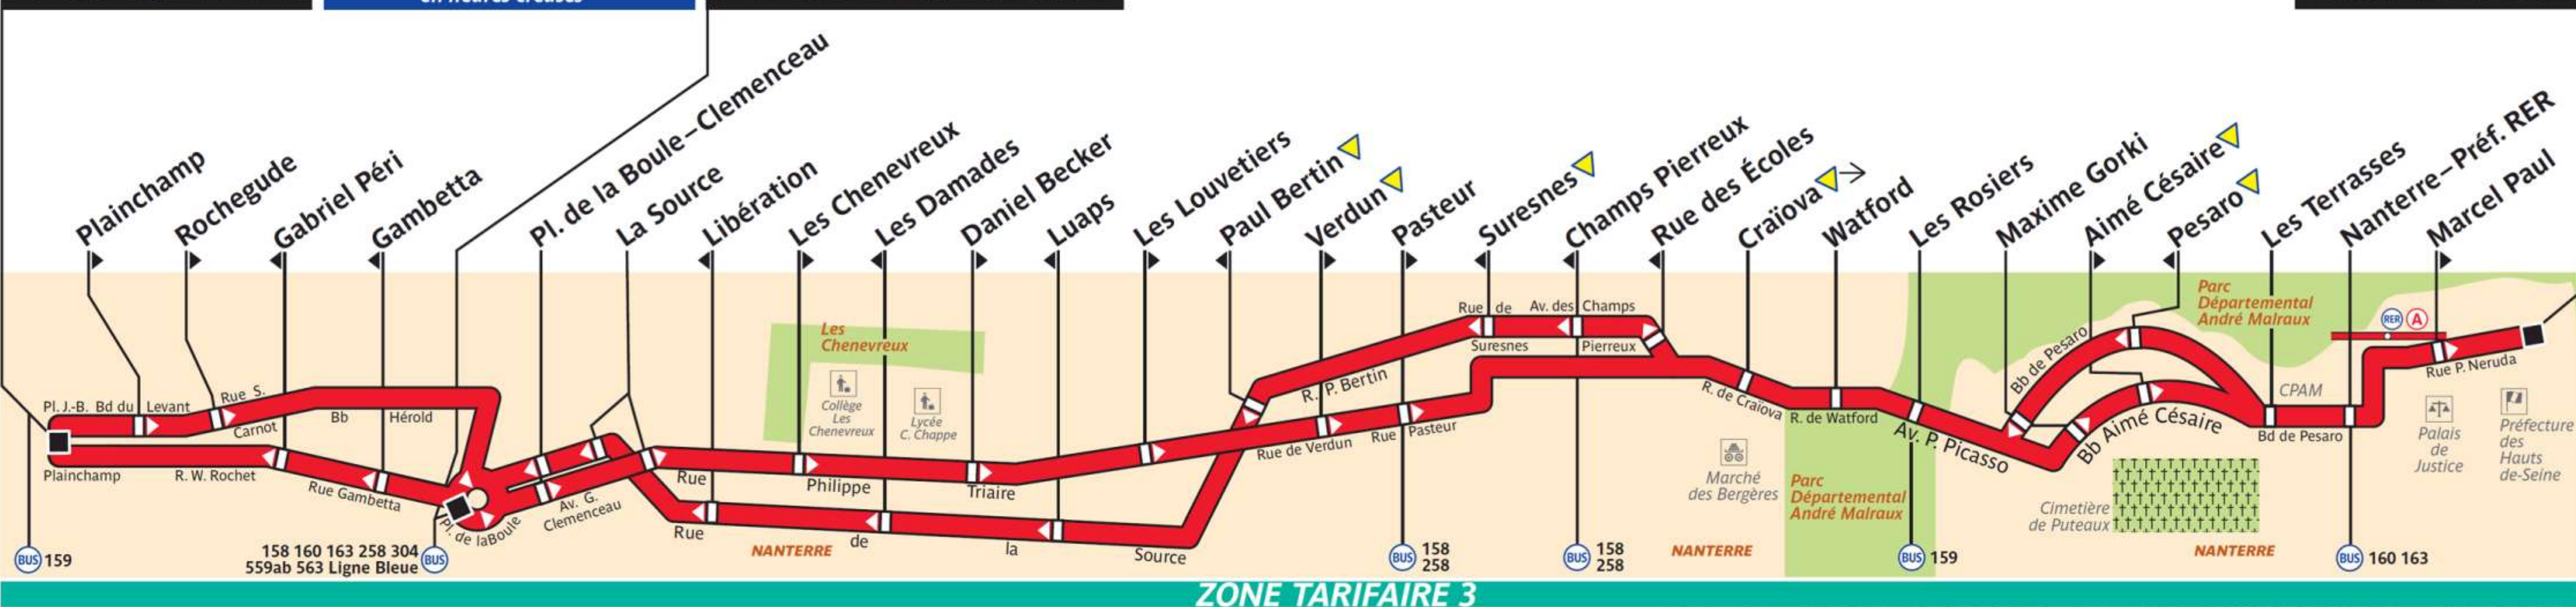 en heures creuses
Plainchamp
Rochegude
Gabriel Péri
Gambetta
Pl. de la Boule–Clemenceau
La Source
Libération
Les Chenevreux
Les Damades
Daniel Becker
Luaps
Les Louvetiers
Paul Bertin
Verdun
Pasteur
Suresnes
Champs Pierreux
Rue des Écoles
Craïova
Watford
Les Rosiers
Maxime Gorki
Aimé Césaire
Pesaro
Les Terrasses
Nanterre–Préf. RER
Marcel Paul
Pl. J.-B. Bd du Levant
Rue S.
Carnot
Bb Hérold
Plainchamp
R. W. Rochet
Rue Gambetta
Pl. de laBoule
Av. G.
Clemenceau
Les
Chenevreux
Collège
Les
Chenevreux
Lycée
C. Chappe
Rue Philippe Triaire
Rue de la Source
NANTERRE
R. P. Bertin
Rue de Verdun
Rue Pasteur
Rue de
Suresnes
Av. des Champs
Pierreux
R. de Craïova
R. de Watford
Av. P. Picasso
Marché
des Bergères
Parc
Départemental
André Malraux
NANTERRE
Bb de Pesaro
Bb Aimé Césaire
Parc
Départemental
André Malraux
Cimetière
de Puteaux
CPAM
Bd de Pesaro
RER A
Rue P. Neruda
Palais
de
Justice
Préfecture
des
Hauts
de-Seine
NANTERRE
BUS 159
158 160 163 258 304
559ab 563 Ligne Bleue BUS
BUS 158
258
BUS 158
258
BUS 159
BUS 160 163
ZONE TARIFAIRE 3